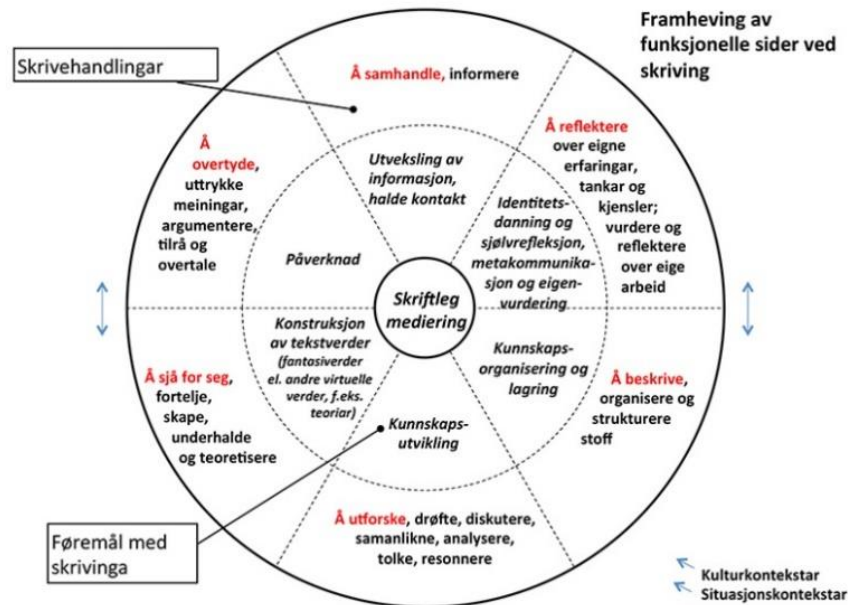 Framheving av
funksjonelle sider ved
skriving
Skrivehandlingar
Å samhandle, informere
Å reflektere
over eigne
erfaringar,
tankar og
kjensler;
vurdere og
reflektere
over eige
arbeid
Å
overtyde,
uttrykke
meiningar,
argumentere,
tilrå og
overtale
Utveksling av
informasjon,
halde kontakt
Identitets-
danning og
sjølvrefleksjon,
metakommunika-
sjon og eigen-
vurdering
Påverknad
Skriftleg
mediering
Konstruksjon
av tekstverder
(fantasiverder
el. andre virtuelle
verder, f.eks.
teoriar)
Kunnskaps-
organisering og
lagring
Å sjå for seg,
fortelje,
skape,
underhalde
og teoretisere
Å beskrive,
organisere og
strukturere
stoff
Kunnskaps-
utvikling
Føremål med
skrivinga
Å utforske, drøfte, diskutere,
samanlikne, analysere,
tolke, resonnere
Kulturkontekstar
Situasjonskontekstar